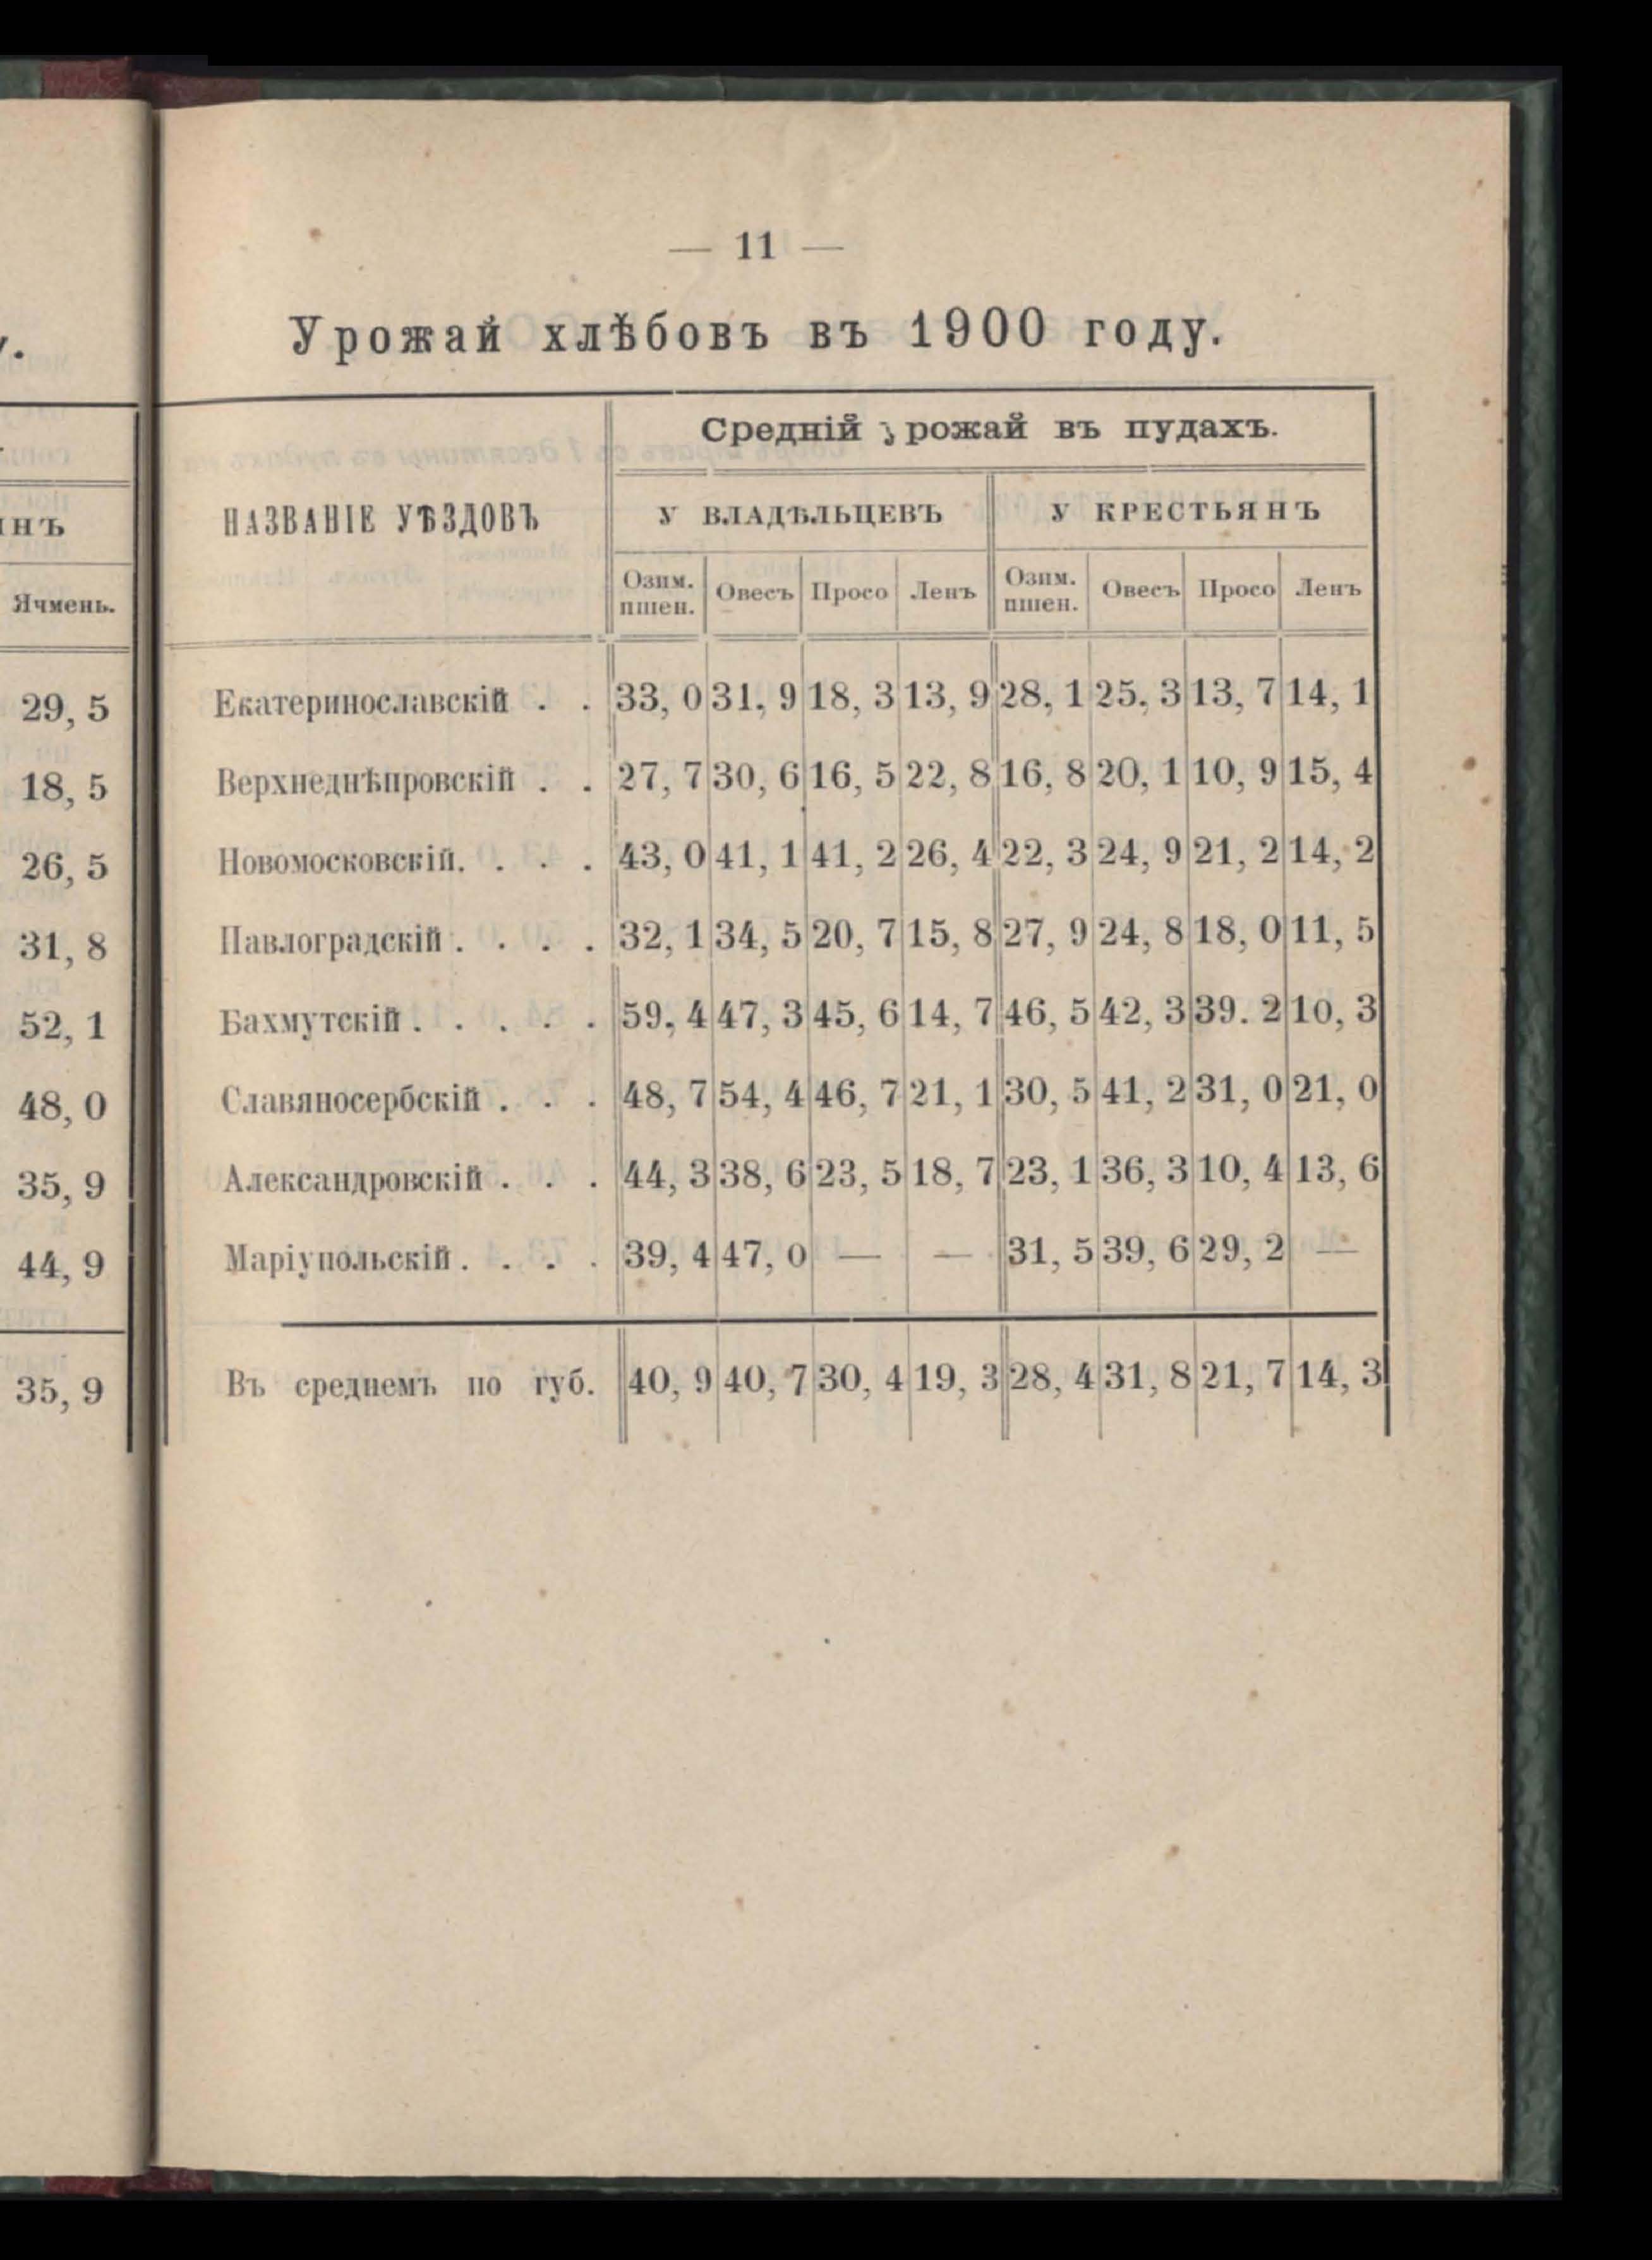 — 11 —
Урожай хлѣбовъ въ 1900 году.
Средній урожай въ пудахъ.
НАЗВАНІЕ УѢЗДОВЪ
У ВЛАДѢЛЬЦЕВЪ
У КРЕСТЬЯНЪ
Озим. пшен. Овесъ Просо Ленъ Озим. пшен. Овесъ Просо Ленъ
Екатеринославскій . . 33, 0 31, 9 18, 3 13, 9 28, 1 25, 3 13, 7 14, 1
Верхнеднѣпровскій . . 27, 7 30, 6 16, 5 22, 8 16, 8 20, 1 10, 9 15, 4
Новомосковскій. . . . 43, 0 41, 1 41, 2 26, 4 22, 3 24, 9 21, 2 14, 2
Павлоградскій . . . . 32, 1 34, 5 20, 7 15, 8 27, 9 24, 8 18, 0 11, 5
Бахмутскій . . . . . 59, 4 47, 3 45, 6 14, 7 46, 5 42, 3 39. 2 10, 3
Славяносербскій . . . 48, 7 54, 4 46, 7 21, 1 30, 5 41, 2 31, 0 21, 0
Александровскій . . . 44, 3 38, 6 23, 5 18, 7 23, 1 36, 3 10, 4 13, 6
Маріупольскій . . . . 39, 4 47, 0 — — 31, 5 39, 6 29, 2 —
Въ среднемъ по губ. 40, 9 40, 7 30, 4 19, 3 28, 4 31, 8 21, 7 14, 3
Ячмень.
29, 5
18, 5
26, 5
31, 8
52, 1
48, 0
35, 9
44, 9
35, 9